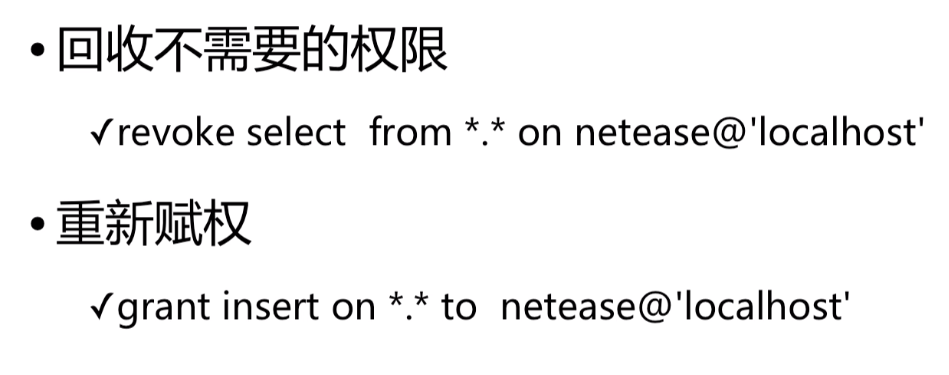 • 回收不需要的权限
✓revoke select  from *.* on netease@'localhost'
• 重新赋权
✓grant insert on *.* to  netease@'localhost'